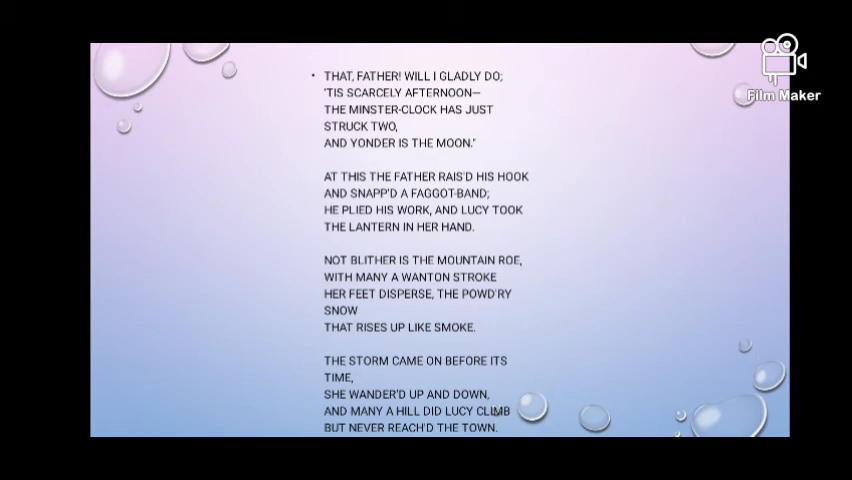 Film Maker
• THAT, FATHER! WILL I GLADLY DO;
'TIS SCARCELY AFTERNOON—
THE MINSTER-CLOCK HAS JUST
STRUCK TWO,
AND YONDER IS THE MOON."
AT THIS THE FATHER RAIS'D HIS HOOK
AND SNAPP'D A FAGGOT-BAND;
HE PLIED HIS WORK, AND LUCY TOOK
THE LANTERN IN HER HAND.
NOT BLITHER IS THE MOUNTAIN ROE,
WITH MANY A WANTON STROKE
HER FEET DISPERSE, THE POWD'RY
SNOW
THAT RISES UP LIKE SMOKE.
THE STORM CAME ON BEFORE ITS
TIME,
SHE WANDER'D UP AND DOWN,
AND MANY A HILL DID LUCY CLIMB
BUT NEVER REACH'D THE TOWN.